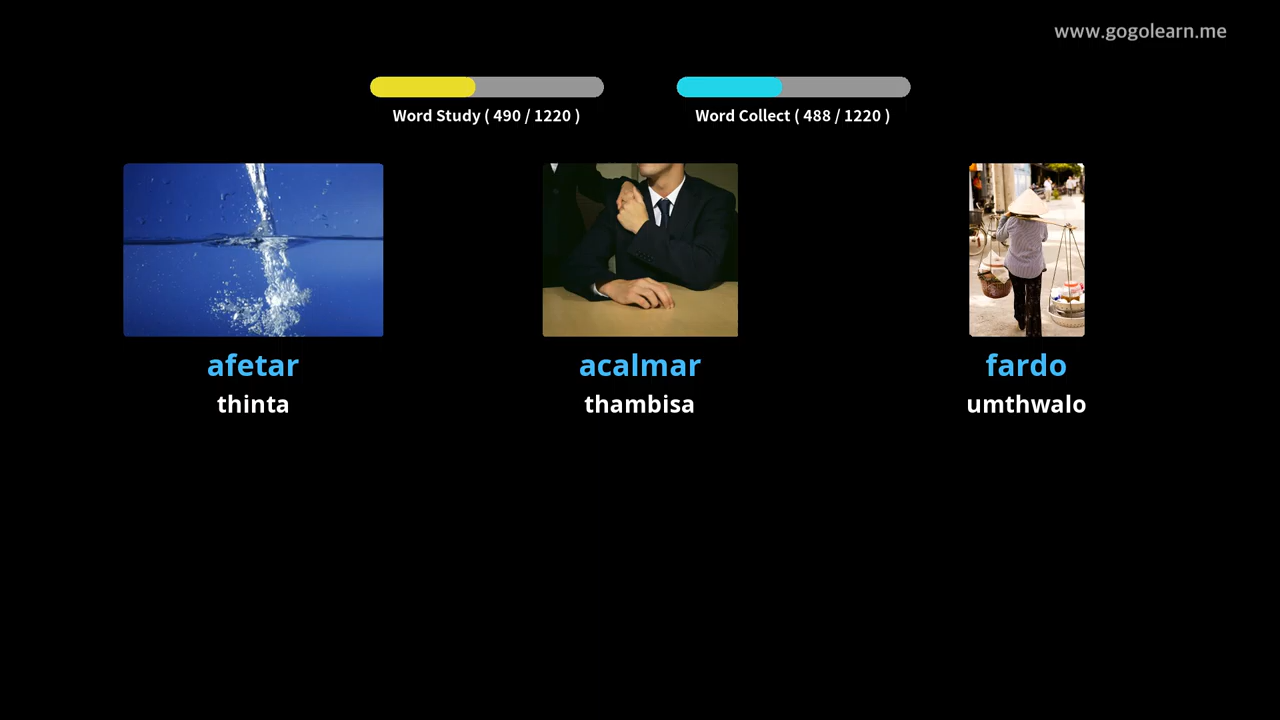 www.gogolearn.me
Word Study ( 490 / 1220 )
Word Collect ( 488 / 1220 )
afetar
thinta
acalmar
thambisa
fardo
umthwalo